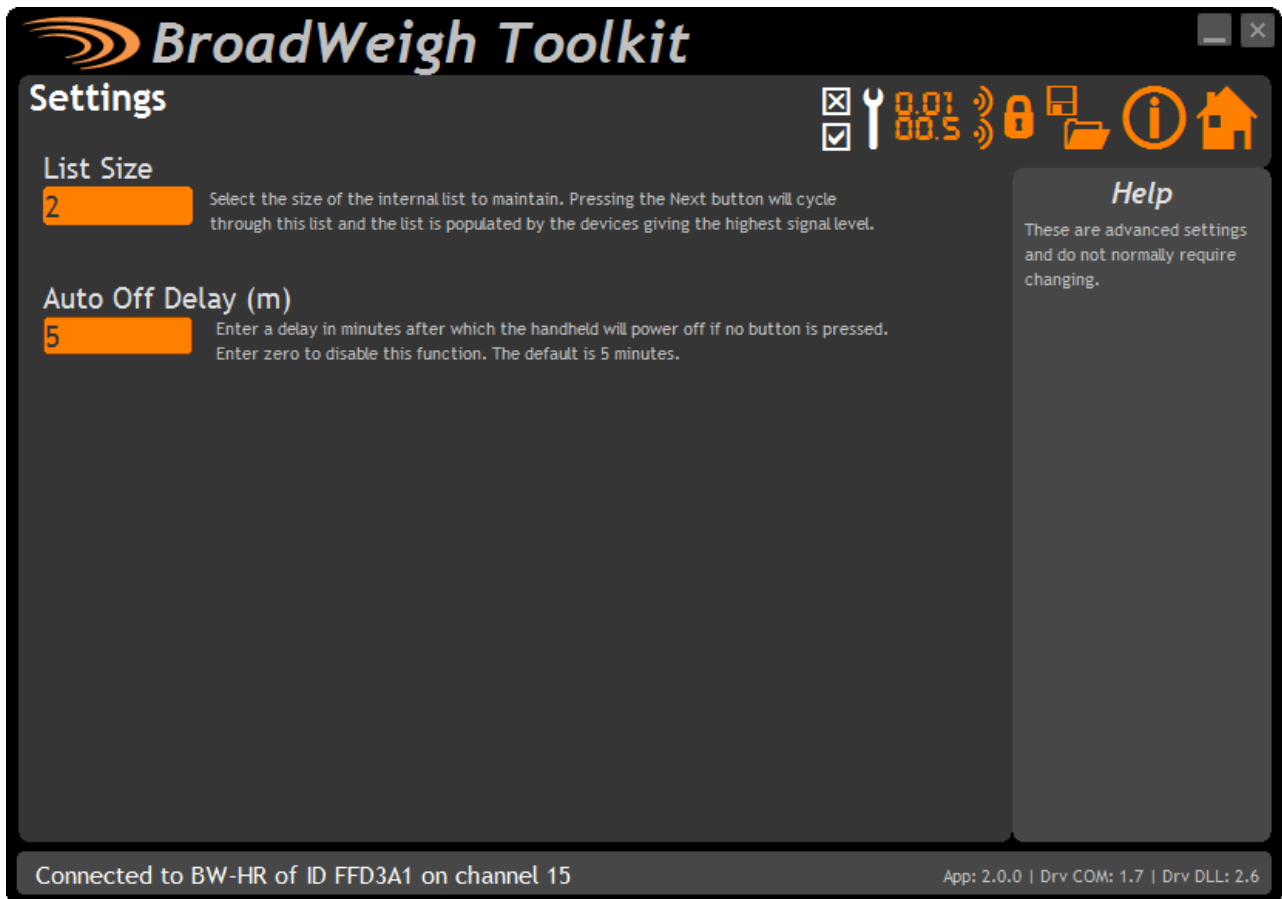 BroadWeigh Toolkit
Settings
0.01
00.5
List Size
2
Select the size of the internal list to maintain. Pressing the Next button will cycle
through this list and the list is populated by the devices giving the highest signal level.
Auto Off Delay (m)
5
Enter a delay in minutes after which the handheld will power off if no button is pressed.
Enter zero to disable this function. The default is 5 minutes.
Help
These are advanced settings
and do not normally require
changing.
Connected to BW-HR of ID FFD3A1 on channel 15
App: 2.0.0 | Drv COM: 1.7 | Drv DLL: 2.6